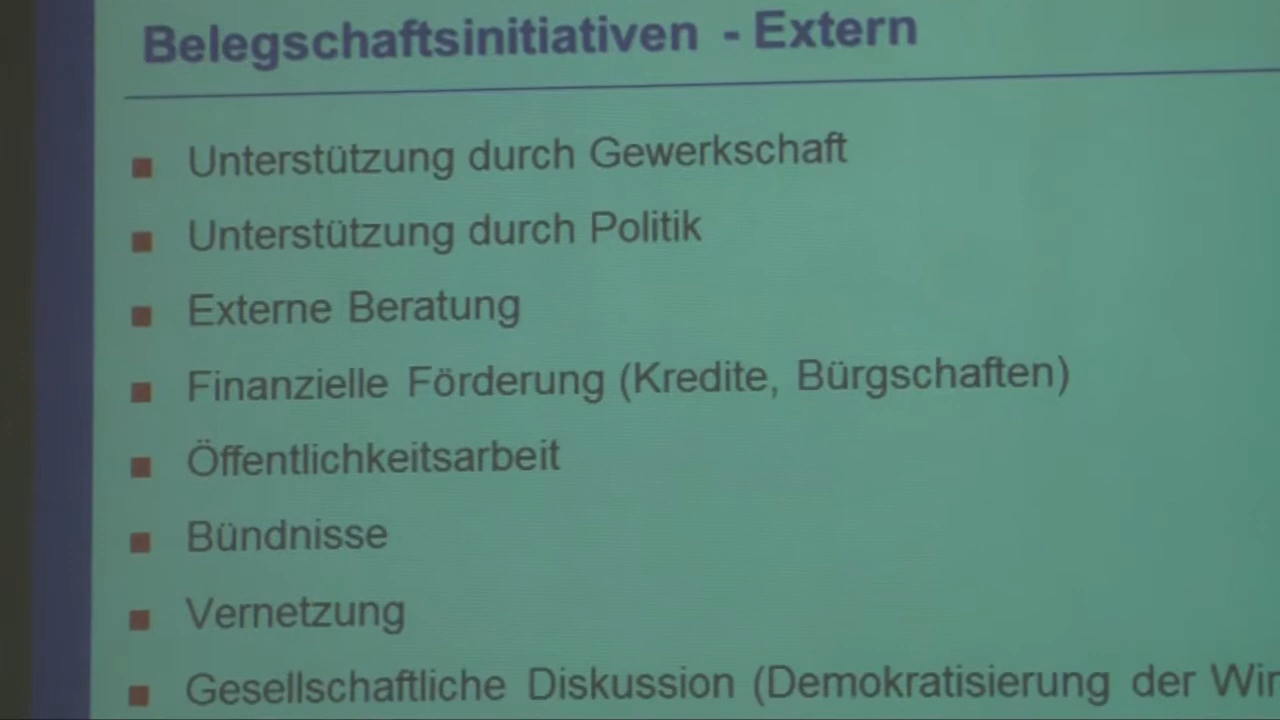 Belegschaftsinitiativen - Extern
Unterstützung durch Gewerkschaft
Unterstützung durch Politik
Externe Beratung
Finanzielle Förderung (Kredite, Bürgschaften)
Öffentlichkeitsarbeit
Bündnisse
Vernetzung
Gesellschaftliche Diskussion (Demokratisierung der